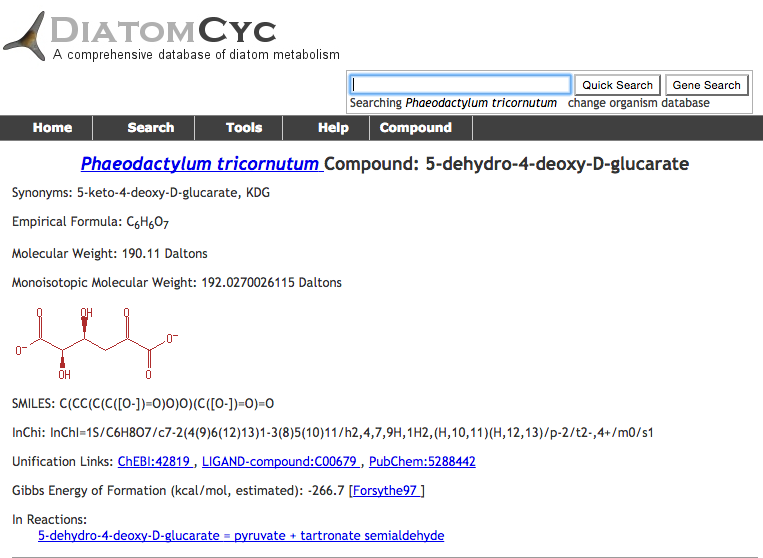 DIATOMCYC
A comprehensive database of diatom metabolism
Quick Search Gene Search
Searching Phaeodactylum tricornutum change organism database
Home Search Tools Help Compound
Phaeodactylum tricornutum Compound: 5-dehydro-4-deoxy-D-glucarate
Synonyms: 5-keto-4-deoxy-D-glucarate, KDG
Empirical Formula: C6H6O7
Molecular Weight: 190.11 Daltons
Monoisotopic Molecular Weight: 192.0270026115 Daltons
O OH O
O- O-
OH O
SMILES: C(CC(C(C([O-])=O)O)O)(C([O-])=O)=O
InChi: InChI=1S/C6H8O7/c7-2(4(9)6(12)13)1-3(8)5(10)11/h2,4,7,9H,1H2,(H,10,11)(H,12,13)/p-2/t2-,4+/m0/s1
Unification Links: ChEBI:42819 , LIGAND-compound:C00679 , PubChem:5288442
Gibbs Energy of Formation (kcal/mol, estimated): -266.7 [Forsythe97 ]
In Reactions:
5-dehydro-4-deoxy-D-glucarate = pyruvate + tartronate semialdehyde